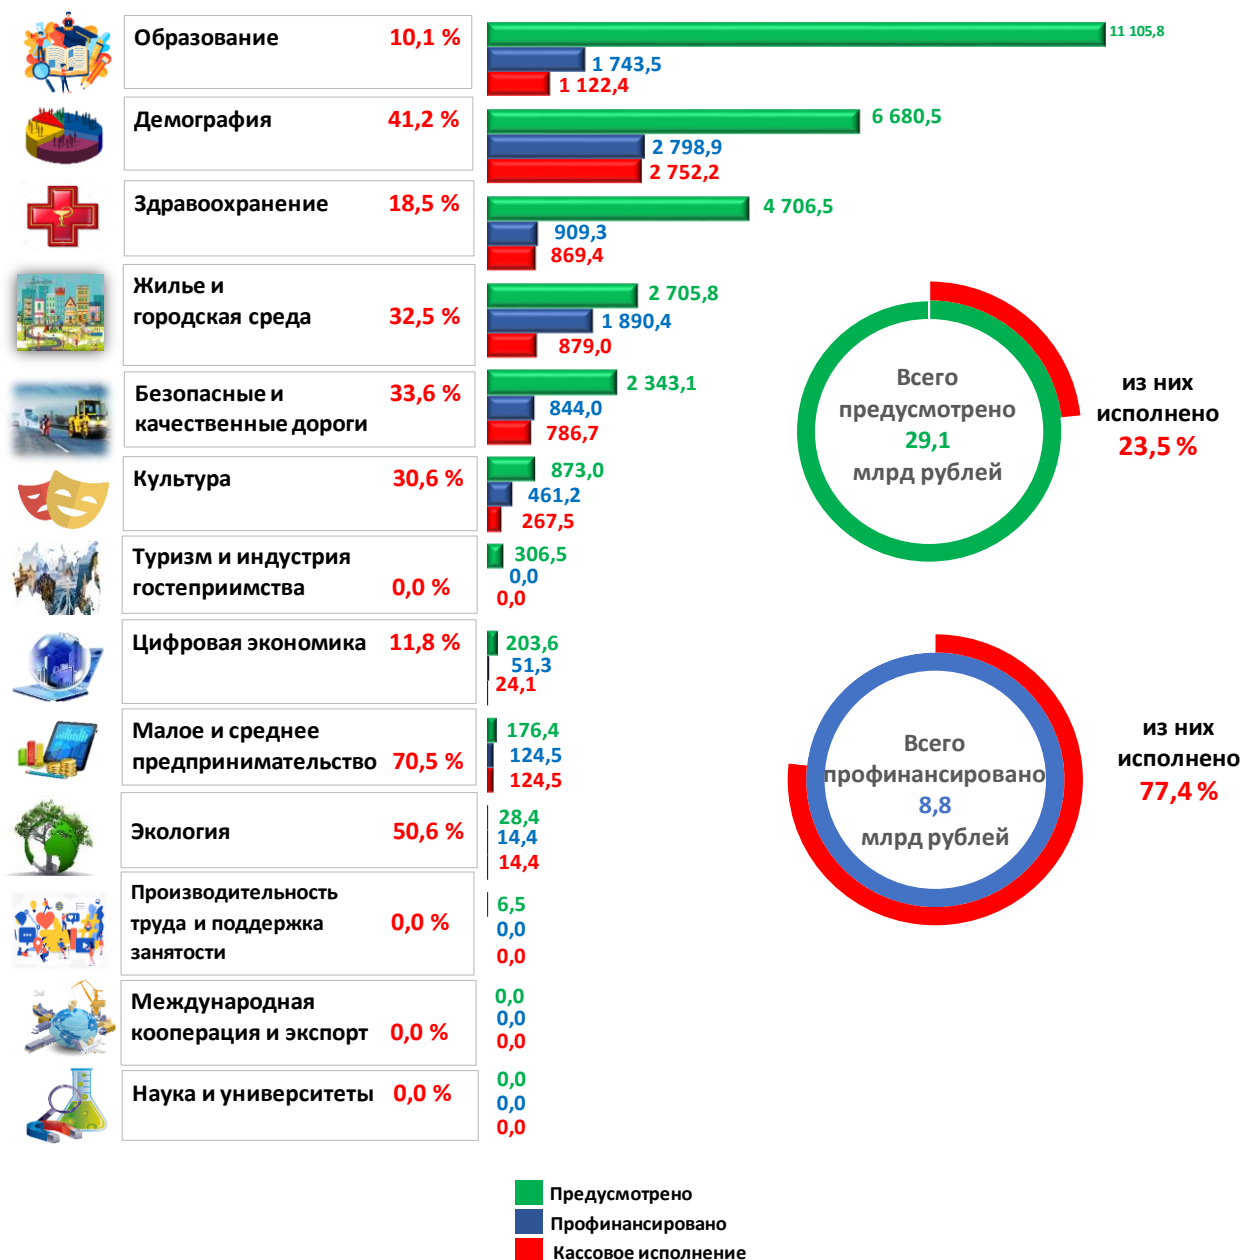 Образование 10,1 %
11 105,8
1 743,5
1 122,4
Демография 41,2 %
6 680,5
2 798,9
2 752,2
Здравоохранение 18,5 %
4 706,5
909,3
869,4
Жилье и
городская среда 32,5 %
2 705,8
1 890,4
879,0
Безопасные и 33,6 %
качественные дороги
2 343,1
844,0
786,7
Культура 30,6 %
873,0
461,2
267,5
Туризм и индустрия
гостеприимства 0,0 %
306,5
0,0
0,0
Цифровая экономика 11,8 %
203,6
51,3
24,1
Малое и среднее
предпринимательство 70,5 %
176,4
124,5
124,5
Экология 50,6 %
28,4
14,4
14,4
Производительность
труда и поддержка 0,0 %
занятости
6,5
0,0
0,0
Международная
кооперация и экспорт 0,0 %
0,0
0,0
0,0
Наука и университеты 0,0 %
0,0
0,0
0,0
Всего
предусмотрено
29,1
млрд рублей
из них
исполнено
23,5 %
Всего
профинансировано
8,8
млрд рублей
из них
исполнено
77,4 %
Предусмотрено
Профинансировано
Кассовое исполнение